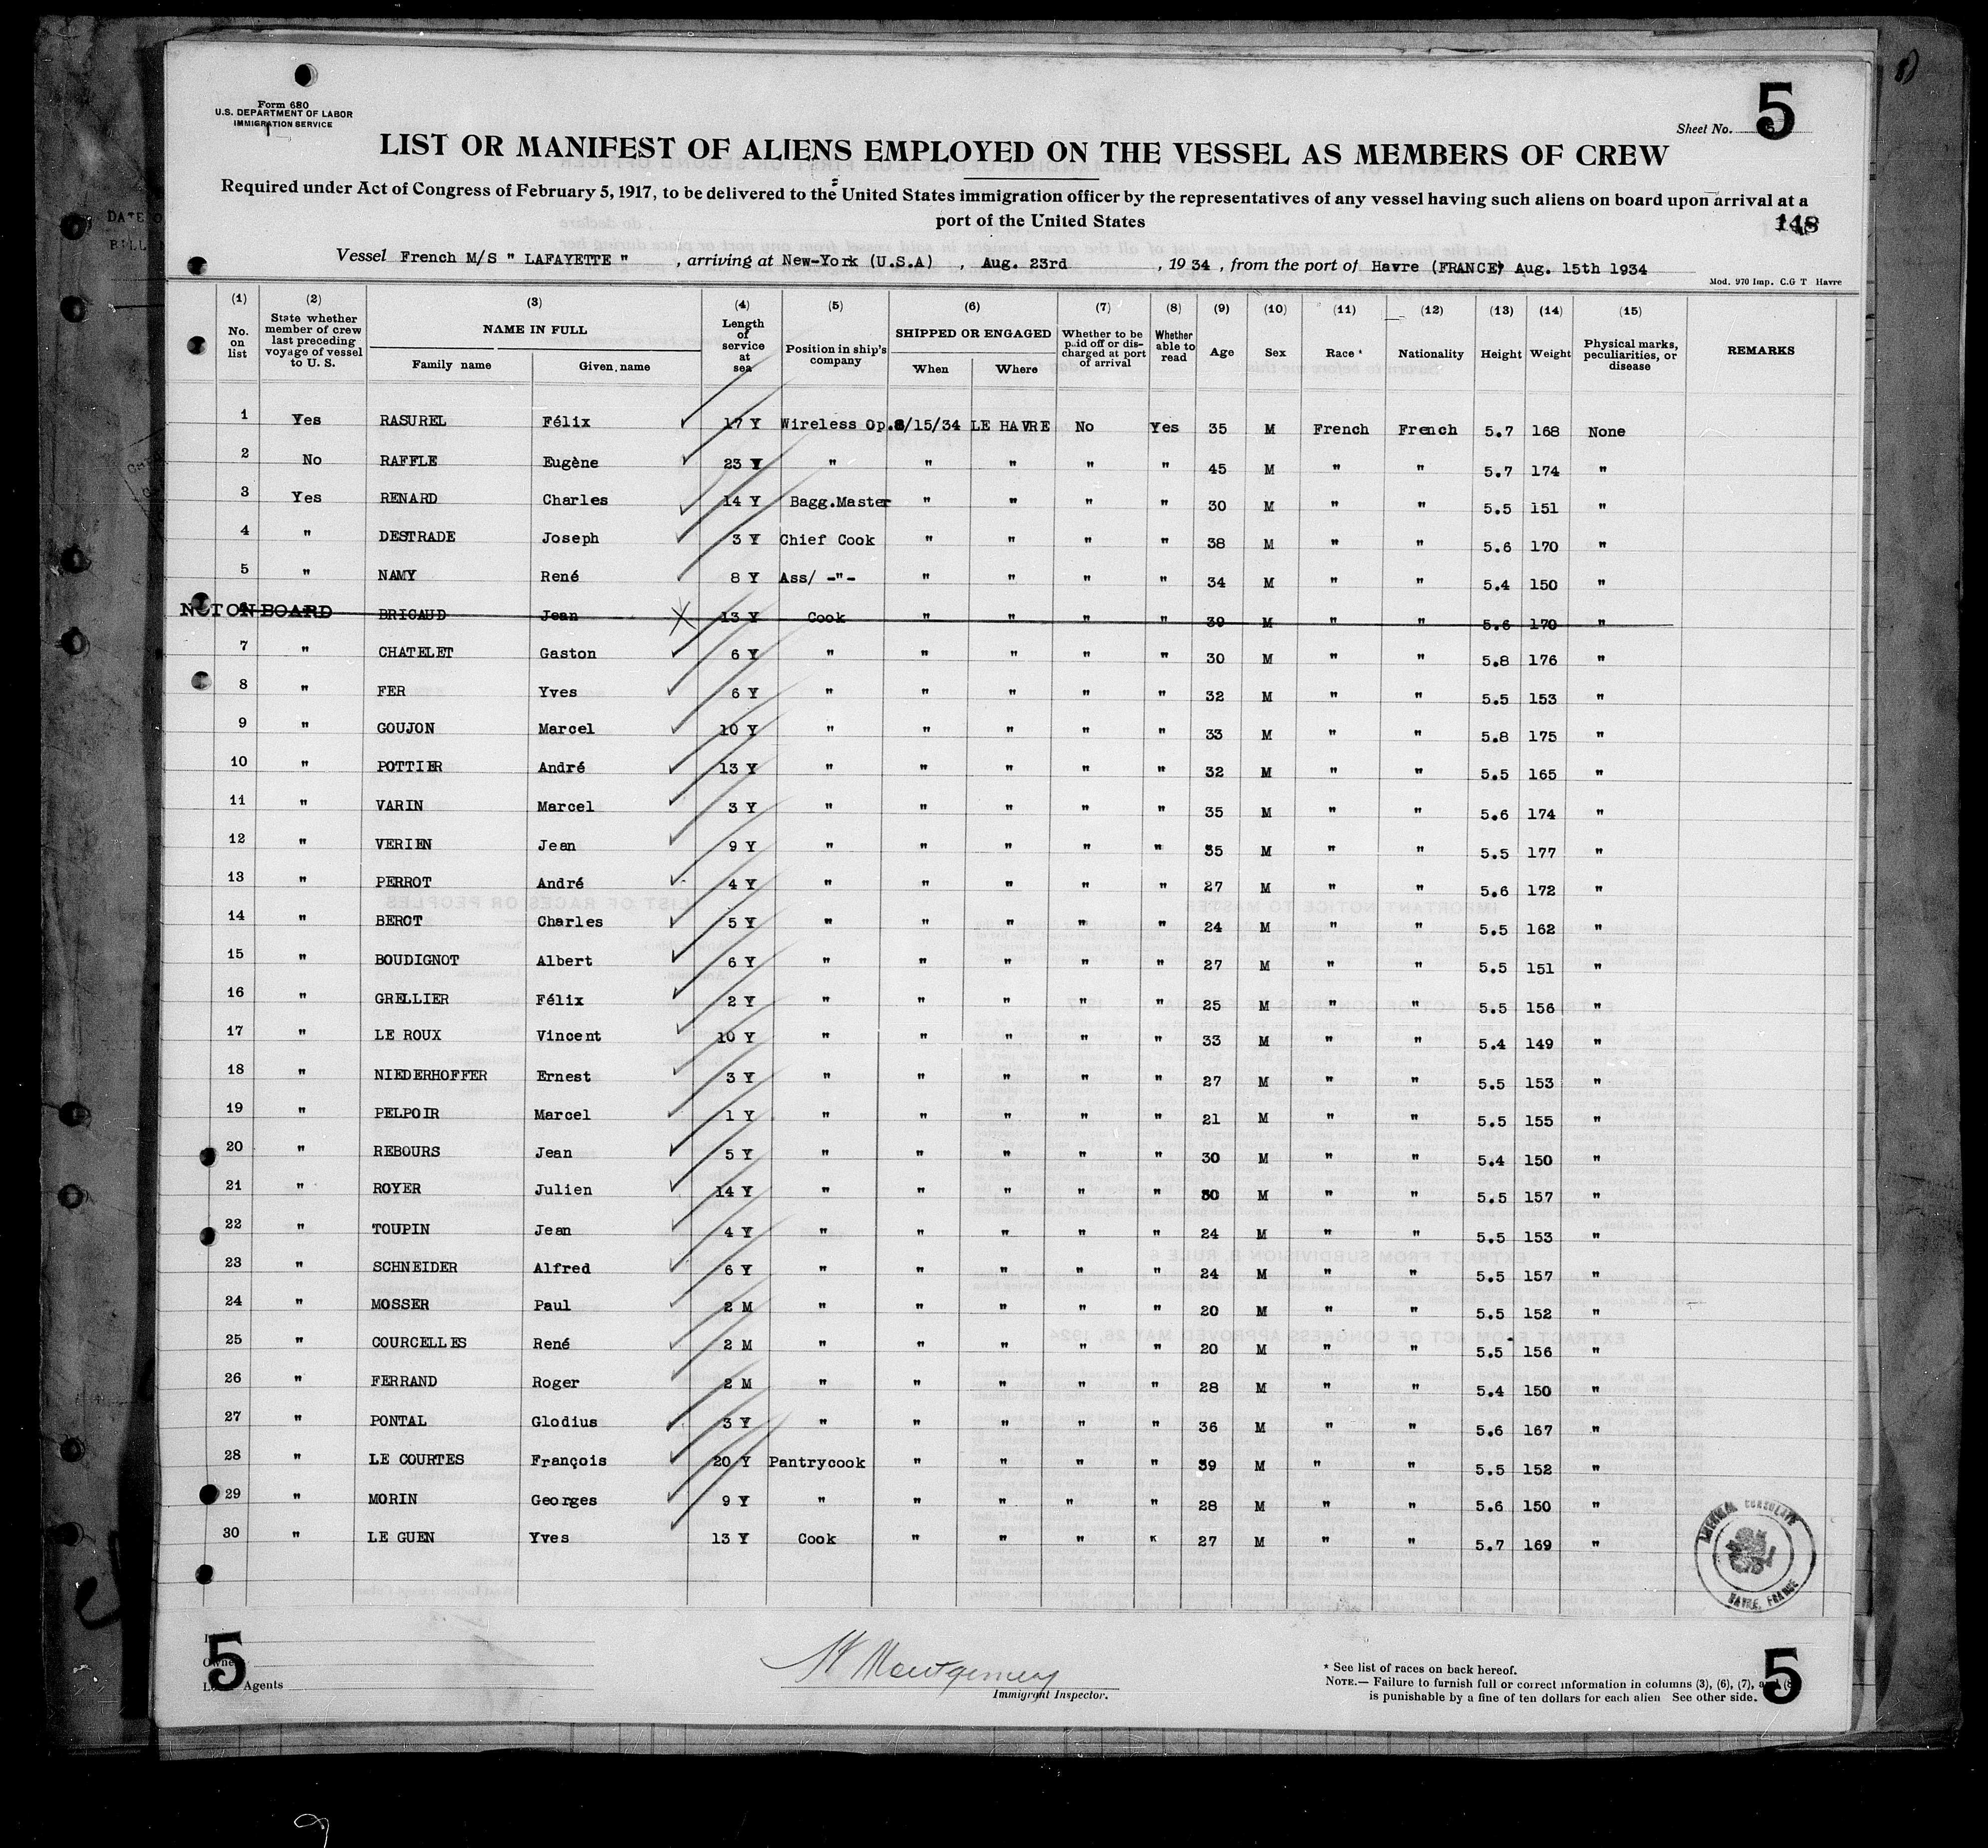 Form 680
U.S. DEPARTMENT OF LABOR
IMMIGRATION SERVICE
5
Sheet No.
LIST OR MANIFEST OF ALIENS EMPLOYED ON THE VESSEL AS MEMBERS OF CREW
Required under Act of Congress of February 5, 1917, to be delivered to the United States immigration officer by the representatives of any vessel having such aliens on board upon arrival at a
port of the United States
148
Vessel French M/S " LAFAYETTE " , arriving at New-York (U.S.A) , Aug. 23rd , 1934 , from the port of Havre (FRANCE) Aug. 15th 1934
Mod. 970 Imp. C.G T Havre
(1) (2) (3) (4) (5) (6) (7) (8) (9) (10) (11) (12) (13) (14) (15)
No. on list State whether member of crew last preceding voyage of vessel to U. S. NAME IN FULL Length of service at sea Position in ship's company SHIPPED OR ENGAGED Whether to be paid off or discharged at port of arrival Whether able to read Age Sex Race * Nationality Height Weight Physical marks, peculiarities, or disease REMARKS
Family name Given name When Where
1 Yes RASUREL Félix 17 Y Wireless Op. 8/15/34 LE HAVRE No Yes 35 M French French 5.7 168 None
2 No RAFFLE Eugène 23 Y " " " " " 45 M " " 5.7 174 "
3 Yes RENARD Charles 14 Y Bagg.Master " " " " 30 M " " 5.5 151 "
4 " DESTRADE Joseph 3 Y Chief Cook " " " " 38 M " " 5.6 170 "
5 " NAMY René 8 Y Ass/ -"- " " " " 34 M " " 5.4 150 "
NOT ON BOARD BRIGAUD Jean 13 Y Cook " " " " 39 M " " 5.6 170 "
7 " CHATELET Gaston 6 Y " " " " " 30 M " " 5.8 176 "
8 " FER Yves 6 Y " " " " " 32 M " " 5.5 153 "
9 " GOUJON Marcel 10 Y " " " " " 33 M " " 5.8 175 "
10 " POTTIER André 13 Y " " " " " 32 M " " 5.5 165 "
11 " VARIN Marcel 3 Y " " " " " 35 M " " 5.6 174 "
12 " VERIEN Jean 9 Y " " " " " 35 M " " 5.5 177 "
13 " PERROT André 4 Y " " " " " 27 M " " 5.6 172 "
14 " BEROT Charles 5 Y " " " " " 24 M " " 5.5 162 "
15 " BOUDIGNOT Albert 6 Y " " " " " 27 M " " 5.5 151 "
16 " GRELLIER Félix 2 Y " " " " " 25 M " " 5.5 156 "
17 " LE ROUX Vincent 10 Y " " " " " 33 M " " 5.4 149 "
18 " NIEDERHOFFER Ernest 3 Y " " " " " 27 M " " 5.5 153 "
19 " PELPOIR Marcel 1 Y " " " " " 21 M " " 5.5 155 "
20 " REBOURS Jean 5 Y " " " " " 30 M " " 5.4 150 "
21 " ROYER Julien 14 Y " " " " " 30 M " " 5.5 157 "
22 " TOUPIN Jean 4 Y " " " " " 24 M " " 5.5 153 "
23 " SCHNEIDER Alfred 6 Y " " " " " 24 M " " 5.5 157 "
24 " MOSSER Paul 2 M " " " " " 20 M " " 5.5 152 "
25 " COURCELLES René 2 M " " " " " 20 M " " 5.5 156 "
26 " FERRAND Roger 2 M " " " " " 28 M " " 5.4 150 "
27 " PONTAL Glodius 3 Y " " " " " 36 M " " 5.6 167 "
28 " LE COURTES François 20 Y Pantrycook " " " " 39 M " " 5.5 152 "
29 " MORIN Georges 9 Y " " " " " 28 M " " 5.6 150 "
30 " LE GUEN Yves 13 Y Cook " " " " 27 M " " 5.7 169 "
AMERICAN CONSULATE
HAVRE, FRANCE
5
Agents
Montgomery
Immigrant Inspector.
* See list of races on back hereof.
NOTE.— Failure to furnish full or correct information in columns (3), (6), (7), and (8)
is punishable by a fine of ten dollars for each alien See other side.
5